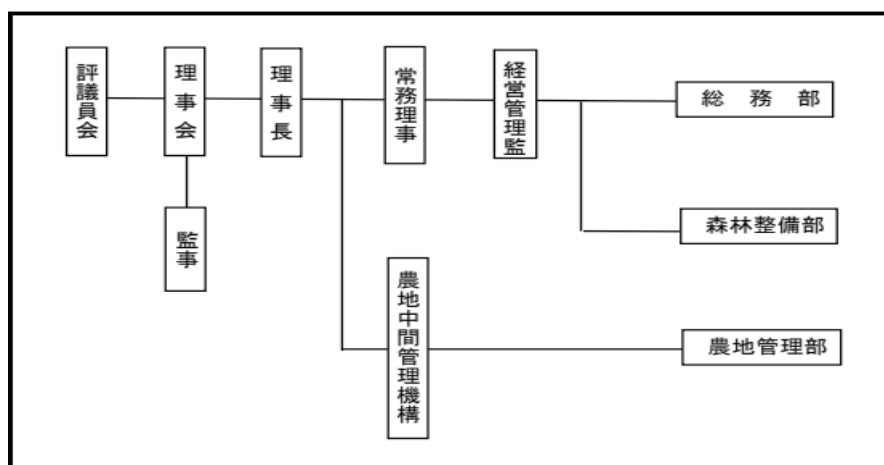 評議員会
理事会
理事長
常務理事
経営管理監
総務部
森林整備部
監事
農地中間管理機構
農地管理部